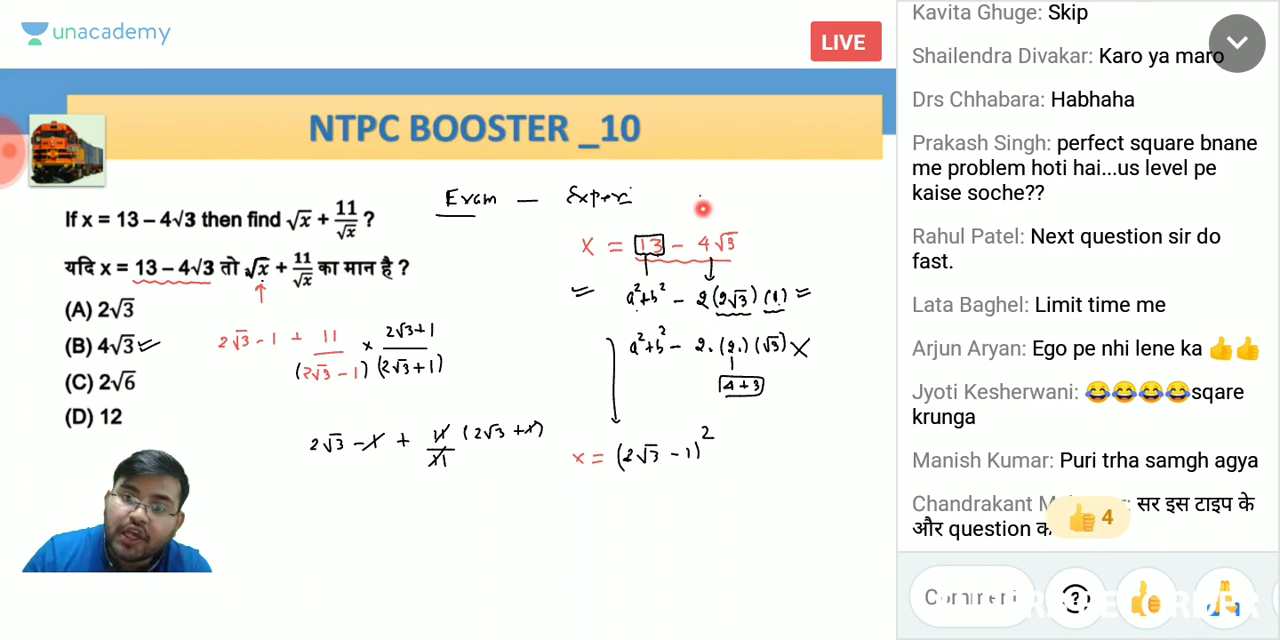 unacademy
LIVE
NTPC BOOSTER _10
Exam — Experi
If x = 13 – 4√3 then find √x + 11/√x ?
यदि x = 13 – 4√3 तो √x + 11/√x का मान है ?
(A) 2√3
(B) 4√3
(C) 2√6
(D) 12
2√3 - 1 + 11/(2√3 - 1) × (2√3+1)/(2√3+1)
2√3 - 1 + 11/11 (2√3 + 1)
x = 13 - 4√3
= a²+b² - 2(2√3)(1) =
a²+b² - 2.(2.)(√3) ×
4+3
x = (2√3 - 1)²
Kavita Ghuge: Skip
Shailendra Divakar: Karo ya maro
Drs Chhabara: Habhaha
Prakash Singh: perfect square bnane
me problem hoti hai...us level pe
kaise soche??
Rahul Patel: Next question sir do
fast.
Lata Baghel: Limit time me
Arjun Aryan: Ego pe nhi lene ka 👍👍
Jyoti Kesherwani: 😂😂😂😂sqare
krunga
Manish Kumar: Puri trha samgh agya
Chandrakant : सर इस टाइप के
और question
👍 4